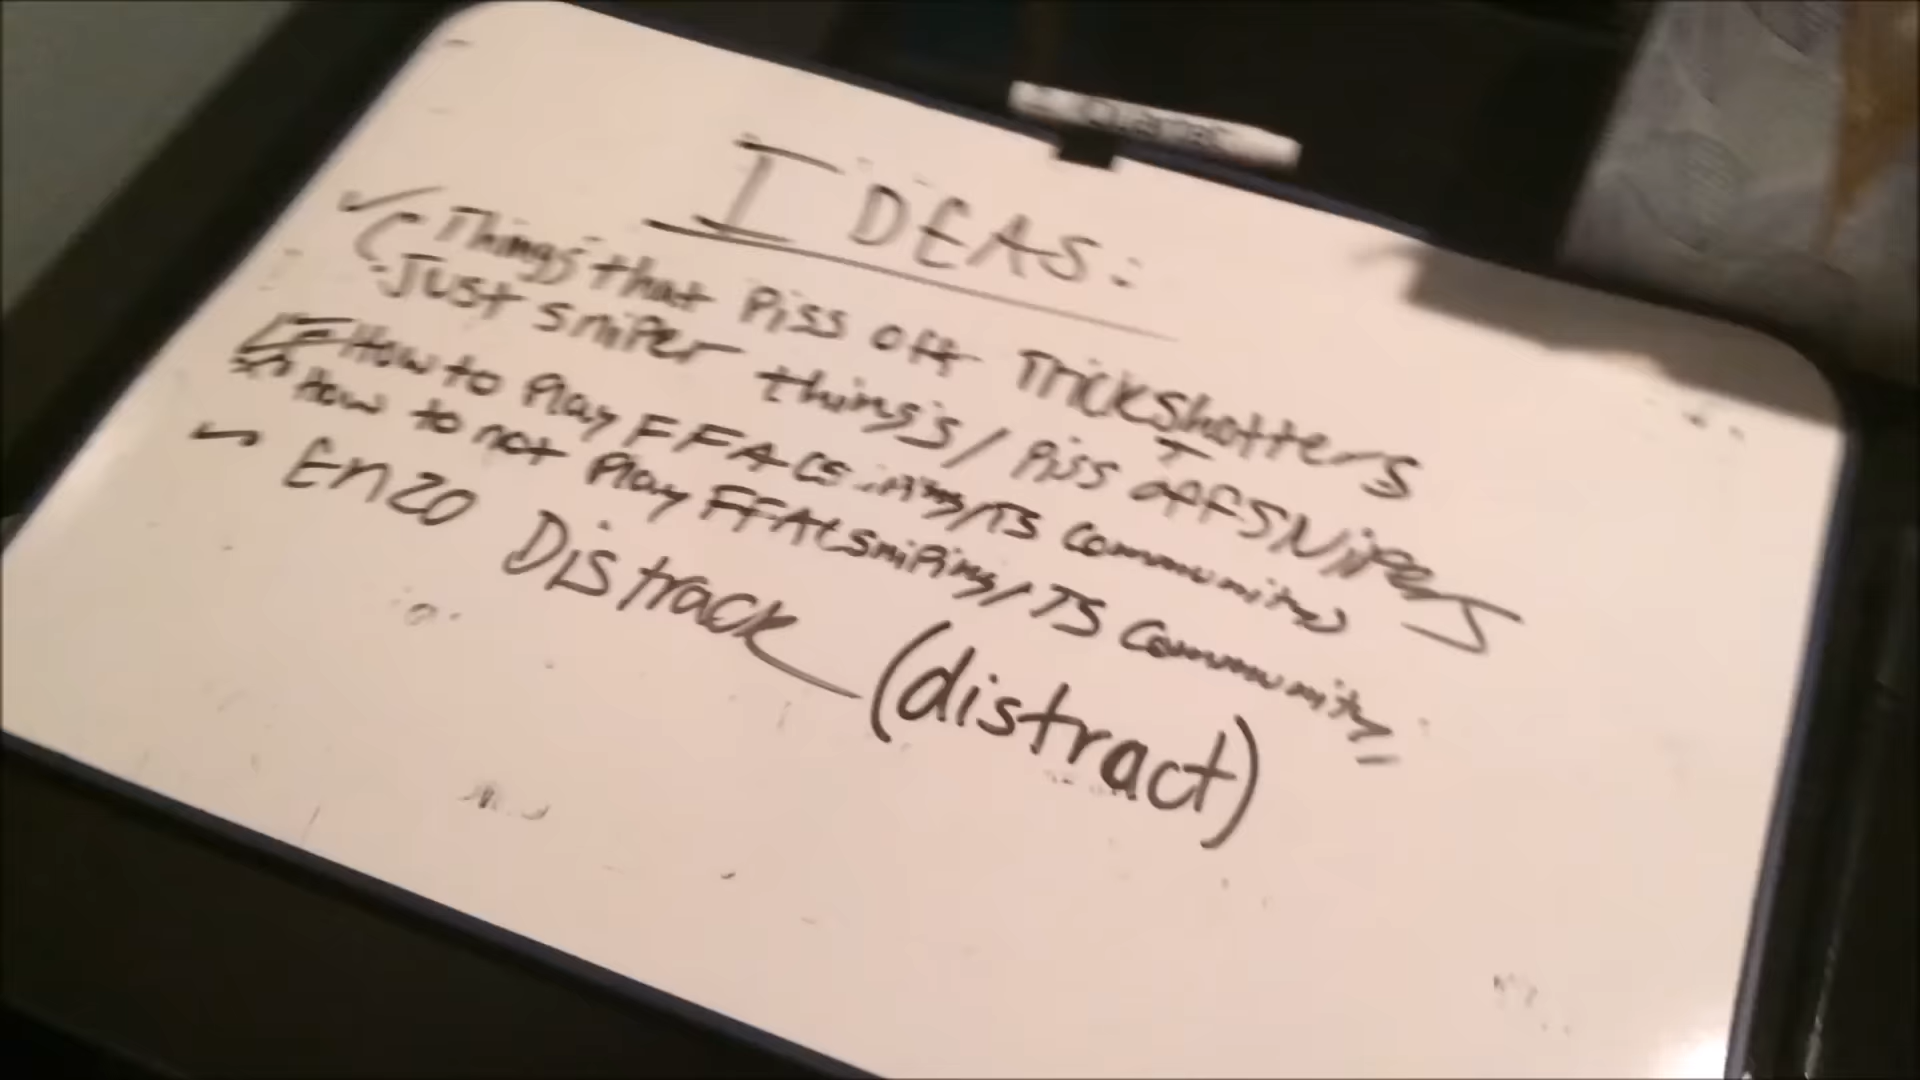 IDEAS:
Things that Piss off Trickshotters
Just sniper things / Piss off SNipers
How to Play FFA (sniping/TS Community)
How to not Play FFA (sniping/TS Community)
Enzo Distrack (distract)